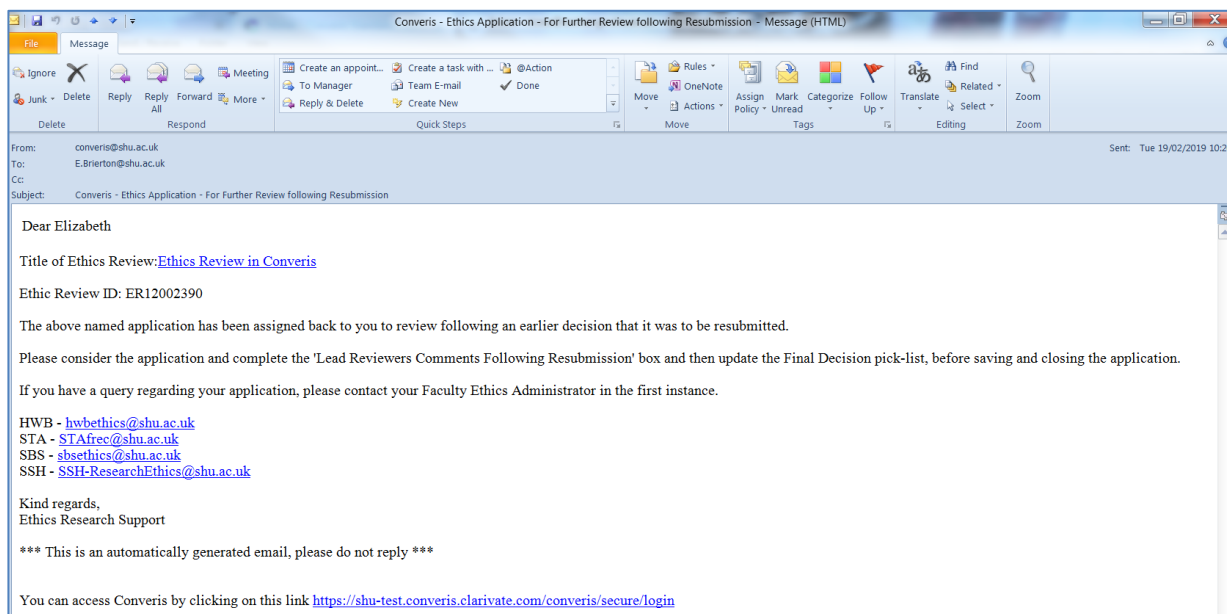 Converis - Ethics Application - For Further Review following Resubmission - Message (HTML)
File Message
Ignore
Junk
Delete
Reply
Reply All
Forward
Meeting
More
Create an appoint...
To Manager
Reply & Delete
Create a task with ...
Team E-mail
Create New
@Action
Done
Move
Rules
OneNote
Actions
Assign Policy
Mark Unread
Categorize
Follow Up
Translate
Find
Related
Select
Zoom
Delete Respond Quick Steps Move Tags Editing Zoom
From: converis@shu.ac.uk Sent: Tue 19/02/2019 10:2
To: E.Brierton@shu.ac.uk
Cc:
Subject: Converis - Ethics Application - For Further Review following Resubmission
Dear Elizabeth
Title of Ethics Review:Ethics Review in Converis
Ethic Review ID: ER12002390
The above named application has been assigned back to you to review following an earlier decision that it was to be resubmitted.
Please consider the application and complete the 'Lead Reviewers Comments Following Resubmission' box and then update the Final Decision pick-list, before saving and closing the application.
If you have a query regarding your application, please contact your Faculty Ethics Administrator in the first instance.
HWB - hwbethics@shu.ac.uk
STA - STAfrec@shu.ac.uk
SBS - sbsethics@shu.ac.uk
SSH - SSH-ResearchEthics@shu.ac.uk
Kind regards,
Ethics Research Support
*** This is an automatically generated email, please do not reply ***
You can access Converis by clicking on this link https://shu-test.converis.clarivate.com/converis/secure/login